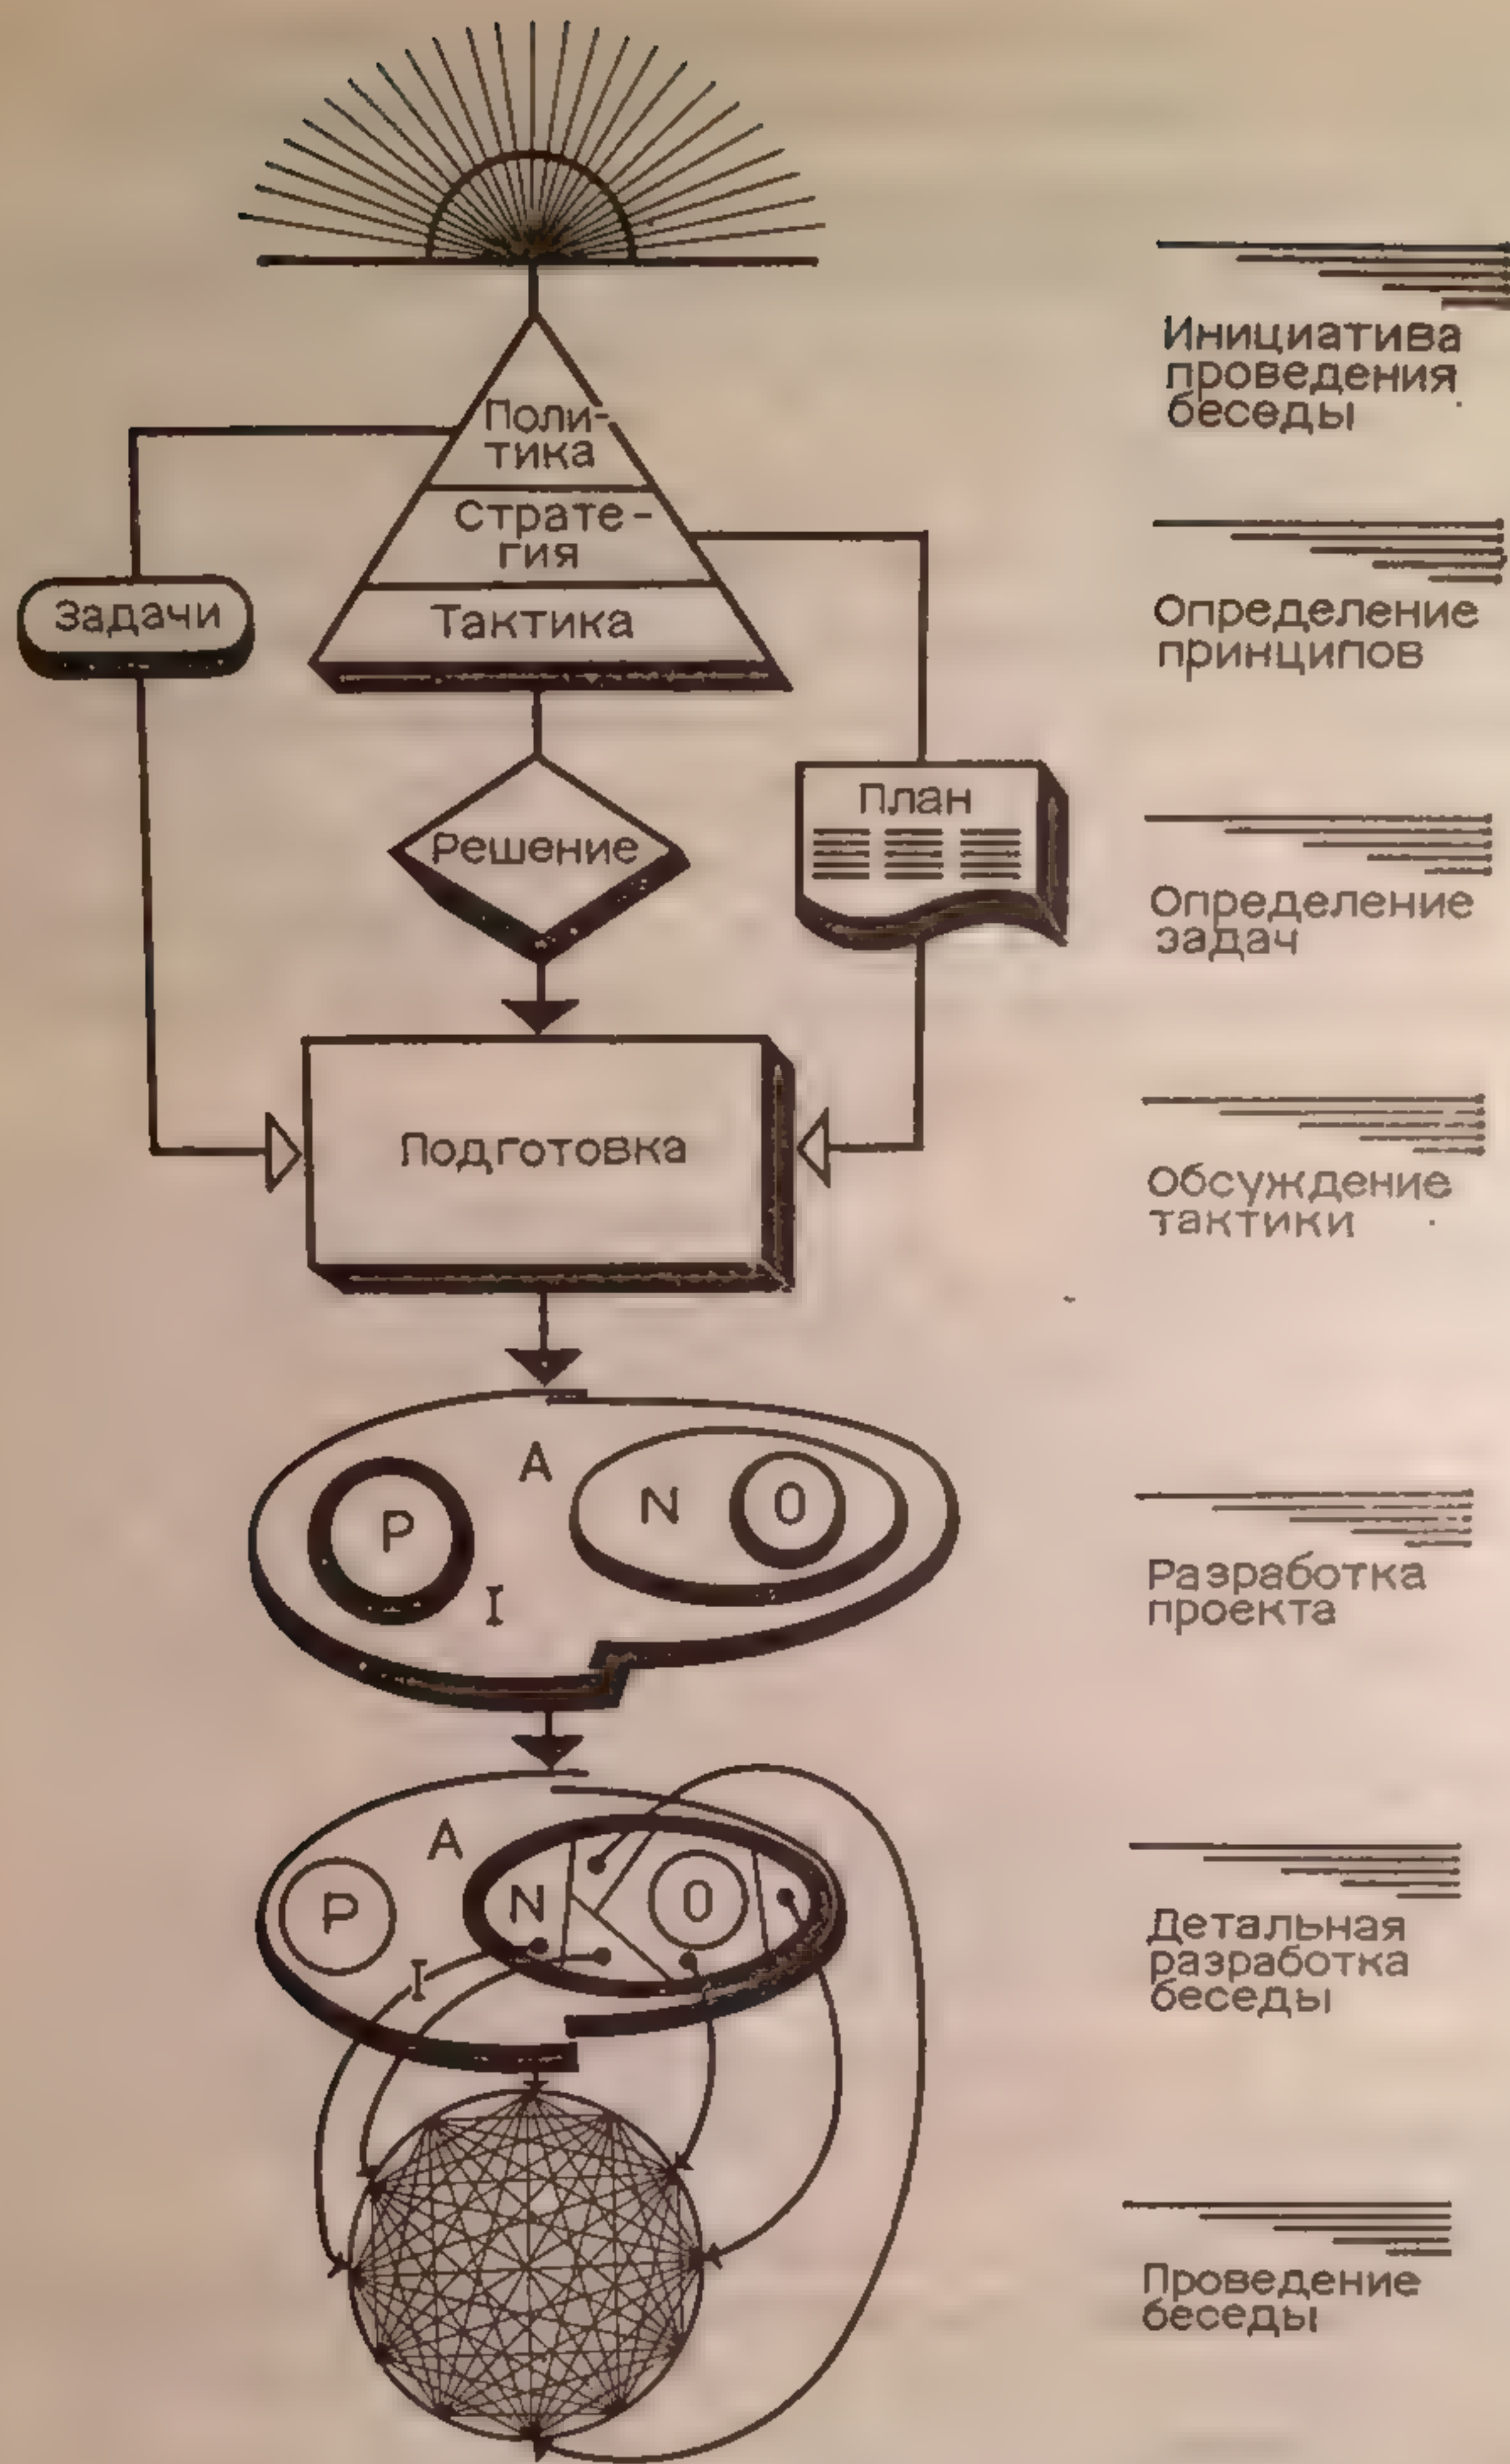 Инициатива
проведения
беседы
Поли-
тика
Страте-
гия
Тактика
Задачи
Определение
принципов
План
Решение
Определение
задач
Подготовка
Обсуждение
тактики
A
P
N
O
I
Разработка
проекта
A
P
N
O
I
Детальная
разработка
беседы
Проведение
беседы